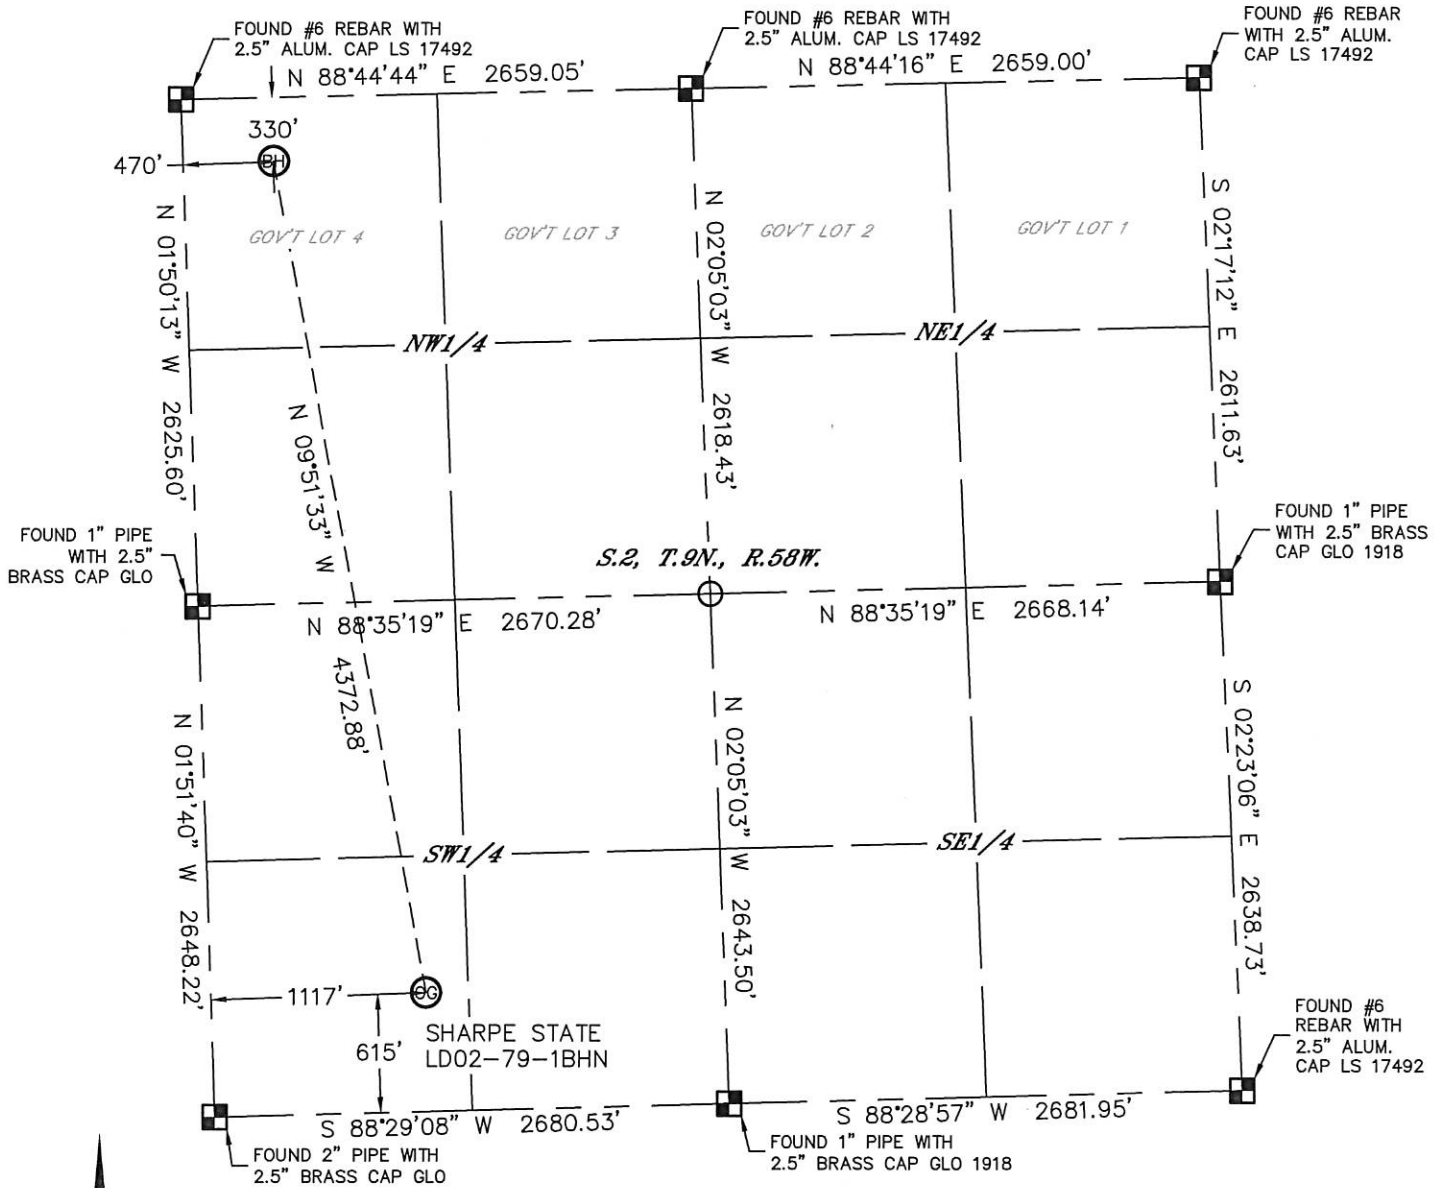 FOUND #6 REBAR WITH
2.5" ALUM. CAP LS 17492
FOUND #6 REBAR WITH
2.5" ALUM. CAP LS 17492
FOUND #6 REBAR
WITH 2.5" ALUM.
CAP LS 17492
N 88°44'44" E 2659.05'
N 88°44'16" E 2659.00'
330'
470'
BH
GOV'T LOT 4
GOV'T LOT 3
GOV'T LOT 2
GOV'T LOT 1
N 01°50'13" W 2625.60'
N 02°05'03" W 2618.43'
S 02°17'12" E 2611.63'
NW1/4
NE1/4
N 09°51'33" W 4372.88'
FOUND 1" PIPE
WITH 2.5"
BRASS CAP GLO
S.2, T.9N., R.58W.
FOUND 1" PIPE
WITH 2.5" BRASS
CAP GLO 1918
N 88°35'19" E 2670.28'
N 88°35'19" E 2668.14'
N 01°51'40" W 2648.22'
N 02°05'03" W 2643.50'
S 02°23'06" E 2638.73'
SW1/4
SE1/4
1117'
OG
615'
SHARPE STATE
LD02-79-1BHN
FOUND #6
REBAR WITH
2.5" ALUM.
CAP LS 17492
S 88°29'08" W 2680.53'
S 88°28'57" W 2681.95'
FOUND 2" PIPE WITH
2.5" BRASS CAP GLO
FOUND 1" PIPE WITH
2.5" BRASS CAP GLO 1918